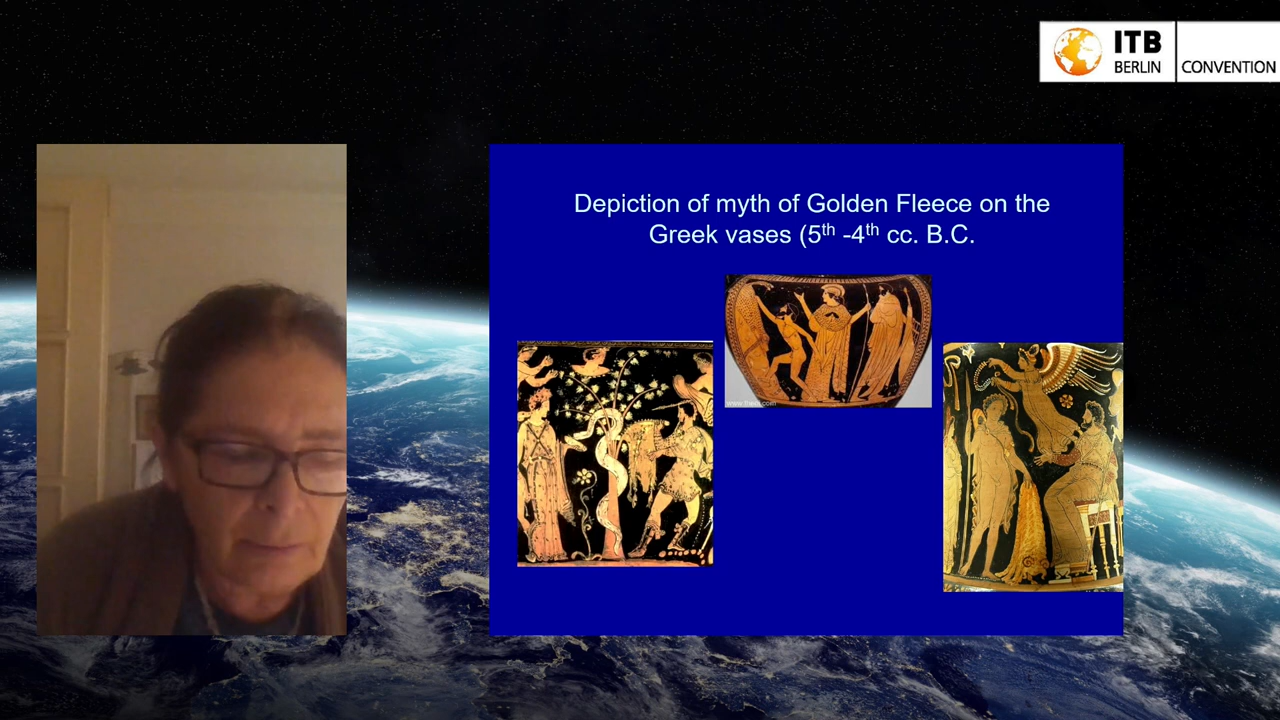 ITB
BERLIN
CONVENTION
Depiction of myth of Golden Fleece on the
Greek vases (5th -4th cc. B.C.